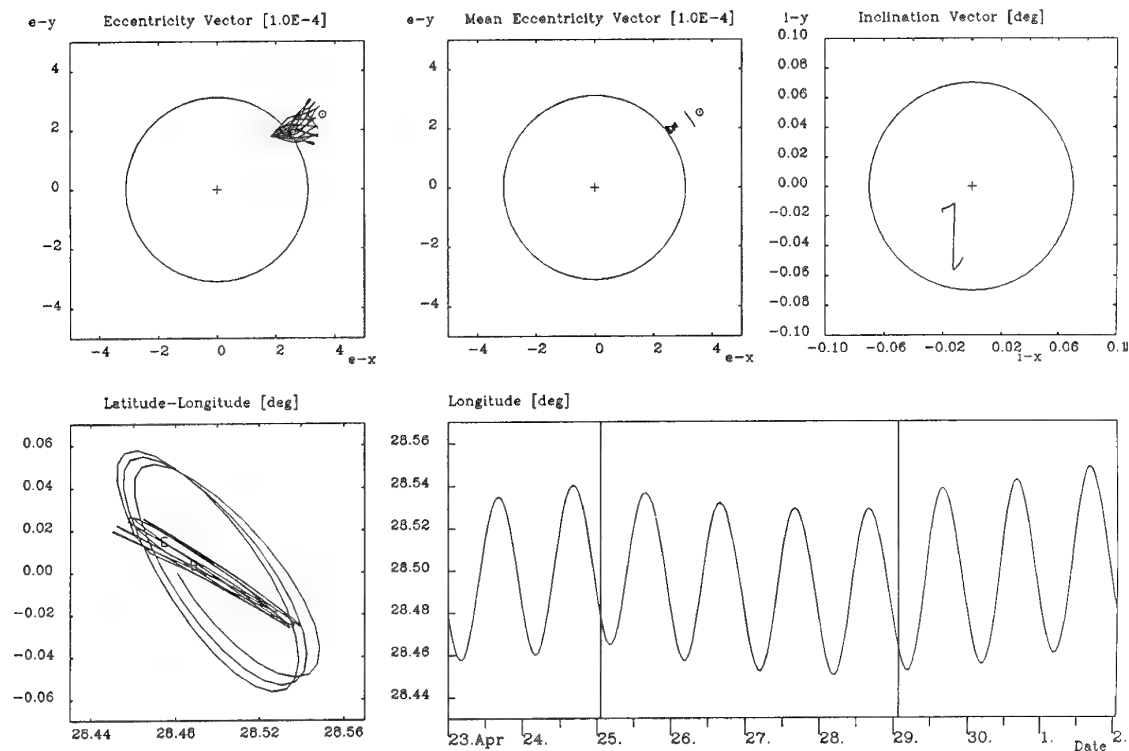 e-y Eccentricity Vector [1.0E-4]
4
2
0
-2
-4
-4 -2 0 2 4
e-x
e-y Mean Eccentricity Vector [1.0E-4]
4
2
0
-2
-4
-4 -2 0 2 4
e-x
i-y Inclination Vector [deg]
0.10
0.08
0.06
0.04
0.02
0.00
-0.02
-0.04
-0.06
-0.08
-0.10
-0.10 -0.06 -0.02 0.02 0.06 0.1
i-x
Latitude-Longitude [deg]
0.06
0.04
0.02
0.00
-0.02
-0.04
-0.06
28.44 28.48 28.52 28.56
E
B
Longitude [deg]
28.56
28.54
28.52
28.50
28.48
28.46
28.44
23.Apr 24. 25. 26. 27. 28. 29. 30. 1. 2.
Date